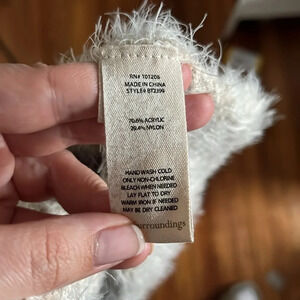 RN# 101206
MADE IN CHINA
STYLE#
70.6% ACRYLIC
29.4% NYLON
HAND WASH COLD
ONLY NON-CHLORINE
BLEACH WHEN NEEDED
LAY FLAT TO DRY
WARM IRON IF NEEDED
MAY BE DRY CLEANED
rroundings